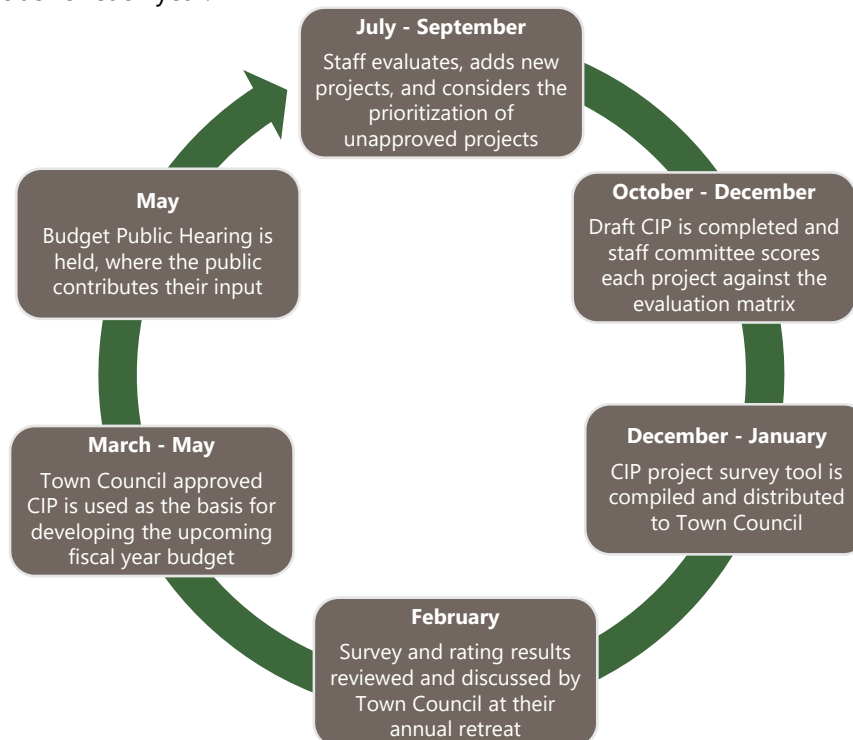 July - September
Staff evaluates, adds new
projects, and considers the
prioritization of
unapproved projects
October - December
Draft CIP is completed and
staff committee scores
each project against the
evaluation matrix
December - January
CIP project survey tool is
compiled and distributed
to Town Council
February
Survey and rating results
reviewed and discussed by
Town Council at their
annual retreat
March - May
Town Council approved
CIP is used as the basis for
developing the upcoming
fiscal year budget
May
Budget Public Hearing is
held, where the public
contributes their input